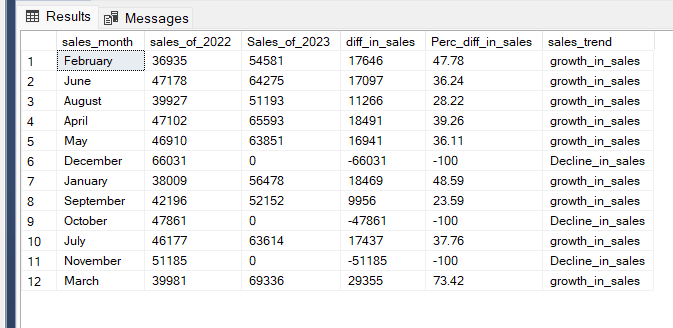 Results Messages
sales_month sales_of_2022 Sales_of_2023 diff_in_sales Perc_diff_in_sales sales_trend
1 February 36935 54581 17646 47.78 growth_in_sales
2 June 47178 64275 17097 36.24 growth_in_sales
3 August 39927 51193 11266 28.22 growth_in_sales
4 April 47102 65593 18491 39.26 growth_in_sales
5 May 46910 63851 16941 36.11 growth_in_sales
6 December 66031 0 -66031 -100 Decline_in_sales
7 January 38009 56478 18469 48.59 growth_in_sales
8 September 42196 52152 9956 23.59 growth_in_sales
9 October 47861 0 -47861 -100 Decline_in_sales
10 July 46177 63614 17437 37.76 growth_in_sales
11 November 51185 0 -51185 -100 Decline_in_sales
12 March 39981 69336 29355 73.42 growth_in_sales